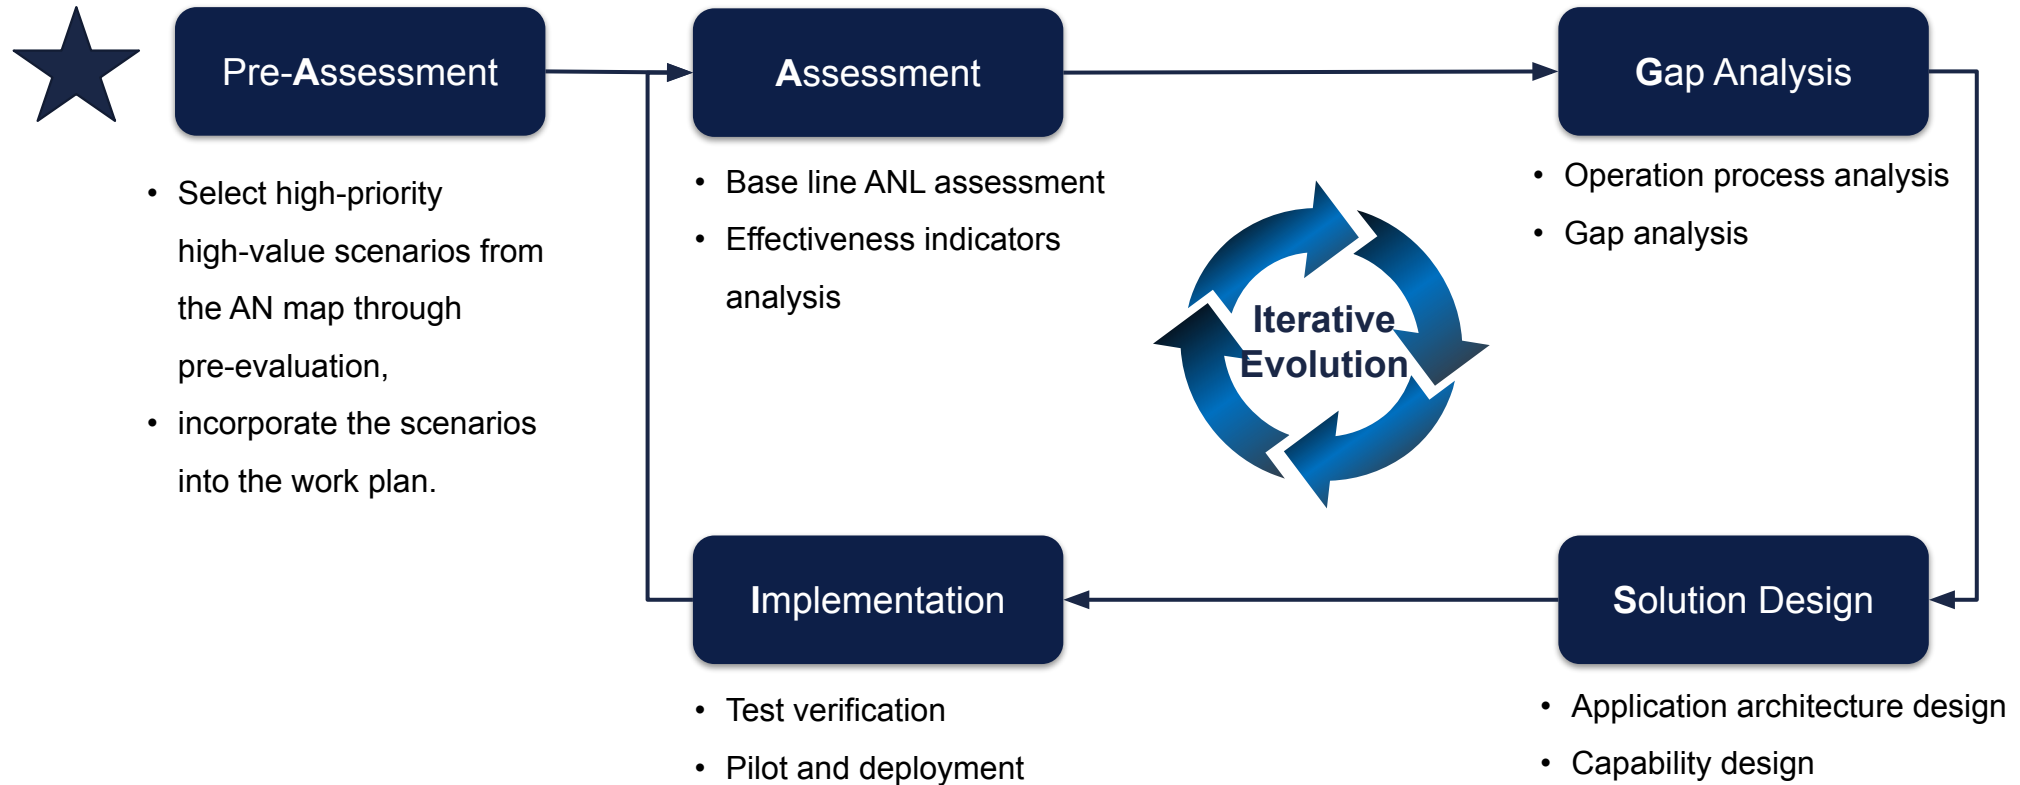 Pre-Assessment
• Select high-priority
high-value scenarios from
the AN map through
pre-evaluation,
• incorporate the scenarios
into the work plan.
Assessment
• Base line ANL assessment
• Effectiveness indicators
analysis
Gap Analysis
• Operation process analysis
• Gap analysis
Iterative
Evolution
Implementation
• Test verification
• Pilot and deployment
Solution Design
• Application architecture design
• Capability design